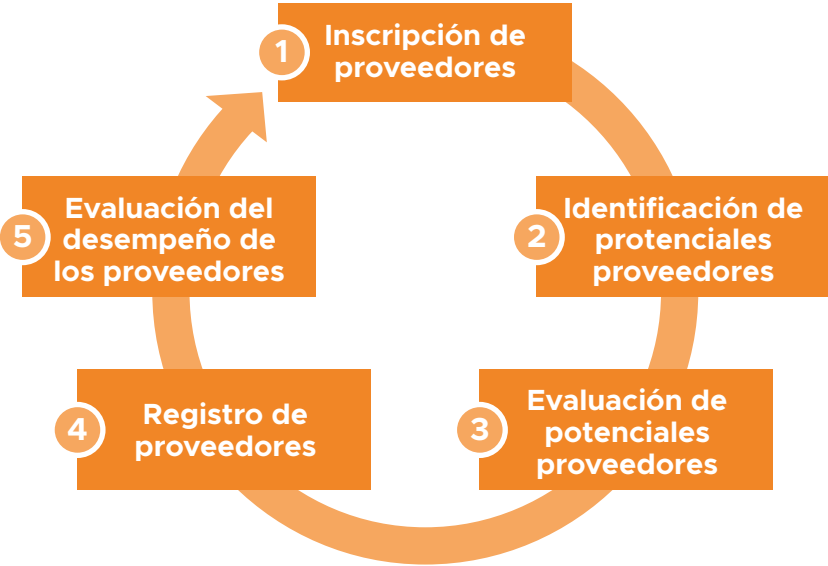 1
Inscripción de
proveedores
2
Identificación de
protenciales
proveedores
3
Evaluación de
potenciales
proveedores
4
Registro de
proveedores
5
Evaluación del
desempeño de
los proveedores